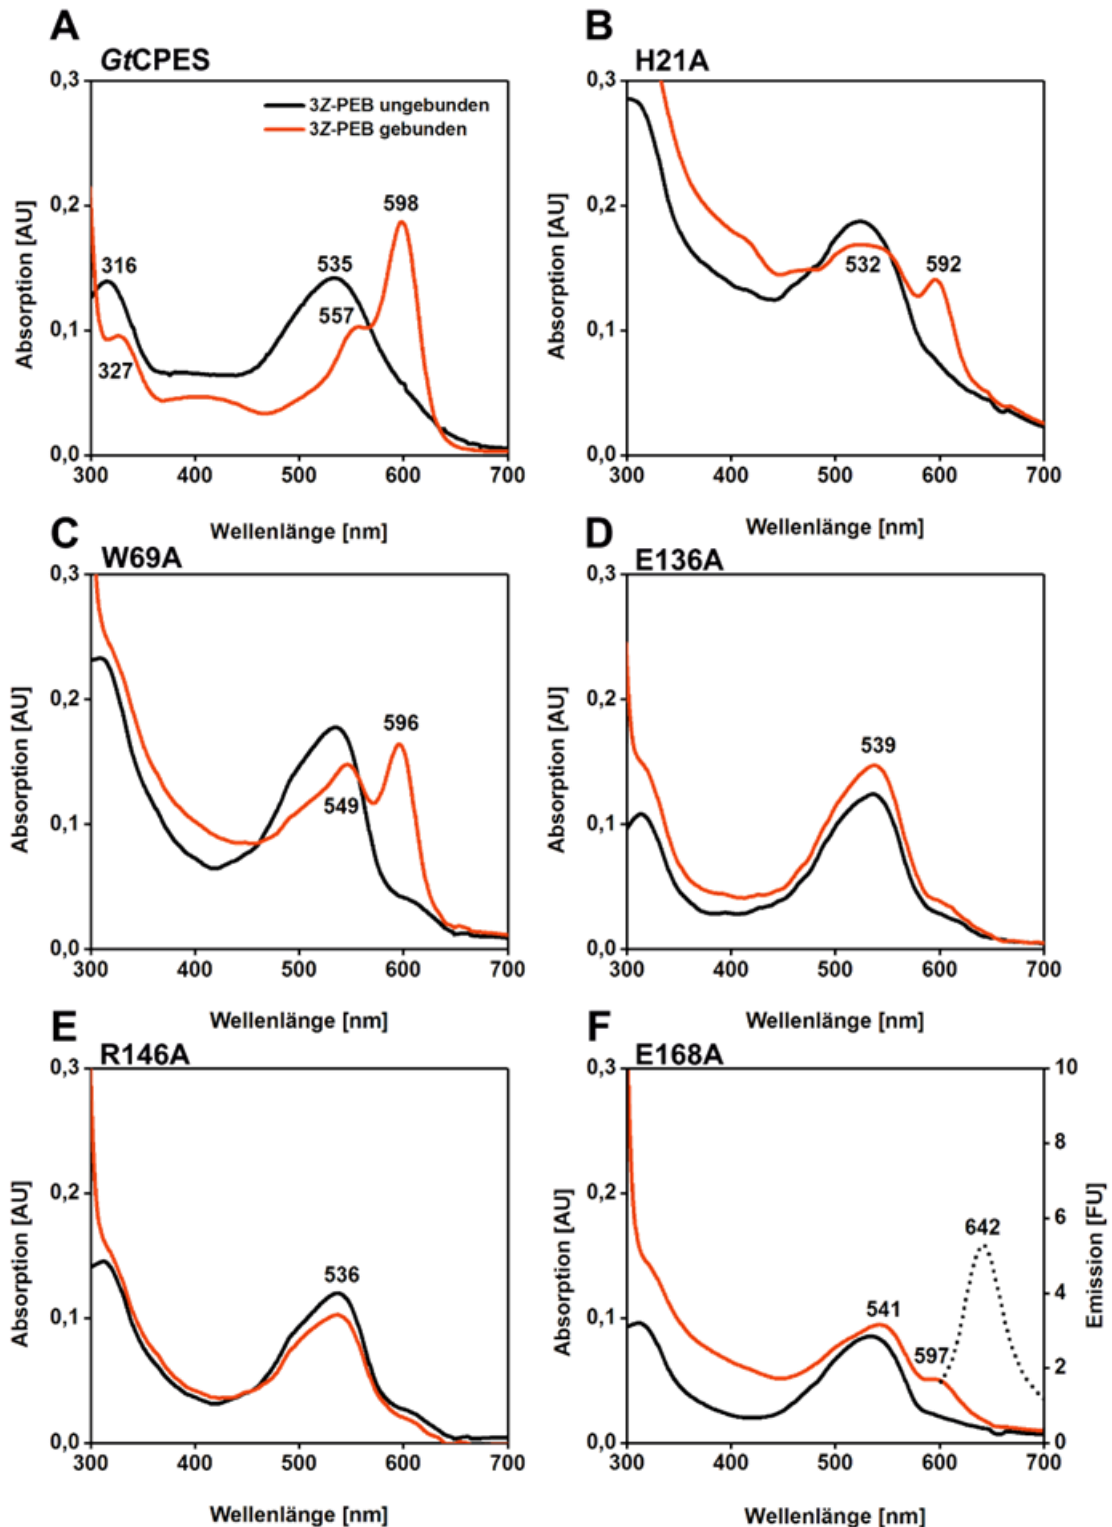 A
GtCPES
0,3
0,2
0,1
0,0
Absorption [AU]
3Z-PEB ungebunden
3Z-PEB gebunden
316
327
535
557
598
300 400 500 600 700
Wellenlänge [nm]
B
H21A
0,3
0,2
0,1
0,0
Absorption [AU]
532
592
300 400 500 600 700
Wellenlänge [nm]
C
W69A
0,3
0,2
0,1
0,0
Absorption [AU]
549
596
300 400 500 600 700
Wellenlänge [nm]
D
E136A
0,3
0,2
0,1
0,0
Absorption [AU]
539
300 400 500 600 700
Wellenlänge [nm]
E
R146A
0,3
0,2
0,1
0,0
Absorption [AU]
536
300 400 500 600 700
Wellenlänge [nm]
F
E168A
0,3
0,2
0,1
0,0
Absorption [AU]
541
597
642
10
8
6
4
2
0
Emission [FU]
300 400 500 600 700
Wellenlänge [nm]